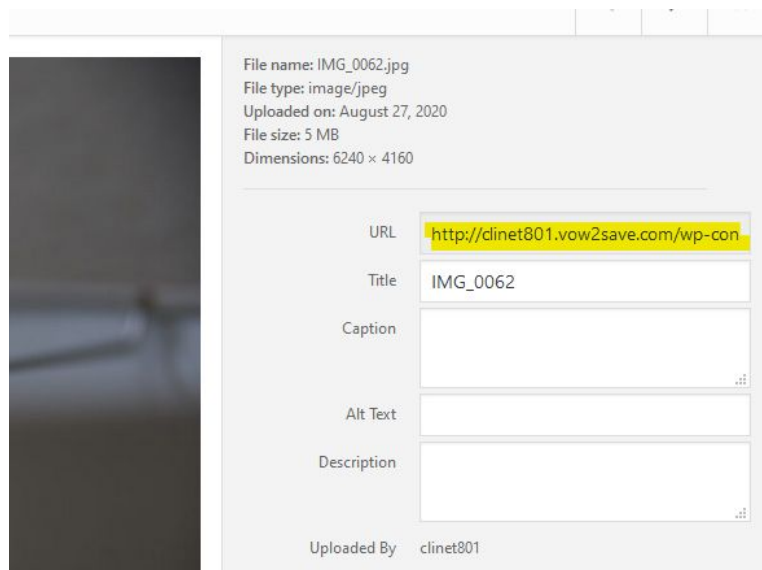 File name: IMG_0062.jpg
File type: image/jpeg
Uploaded on: August 27, 2020
File size: 5 MB
Dimensions: 6240 × 4160
URL http://clinet801.vow2save.com/wp-con
Title IMG_0062
Caption
Alt Text
Description
Uploaded By clinet801